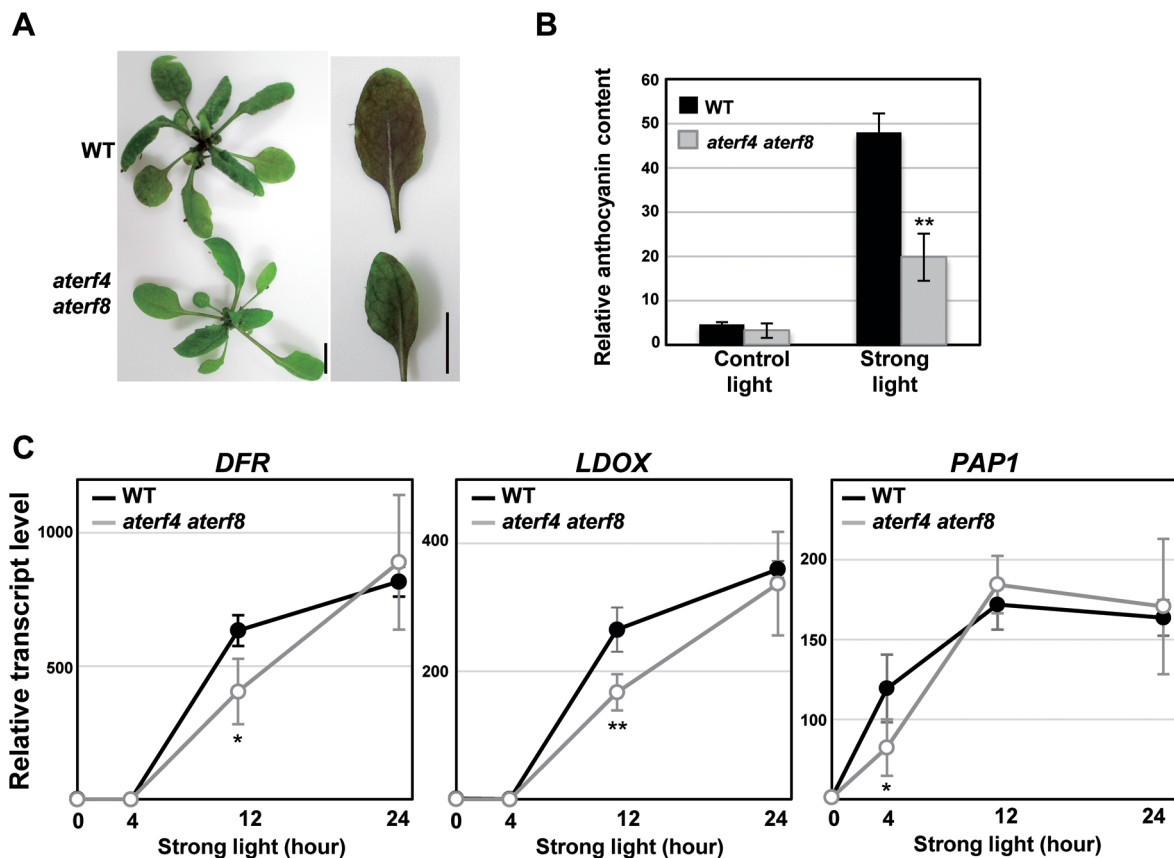 A
WT
aterf4
aterf8
B
Relative anthocyanin content
60
50
40
30
20
10
0
WT
aterf4 aterf8
**
Control
light
Strong
light
C
Relative transcript level
DFR
WT
aterf4 aterf8
1000
500
*
0 4 12 24
Strong light (hour)
LDOX
WT
aterf4 aterf8
400
200
**
0 4 12 24
Strong light (hour)
PAP1
WT
aterf4 aterf8
200
150
100
*
0 4 12 24
Strong light (hour)